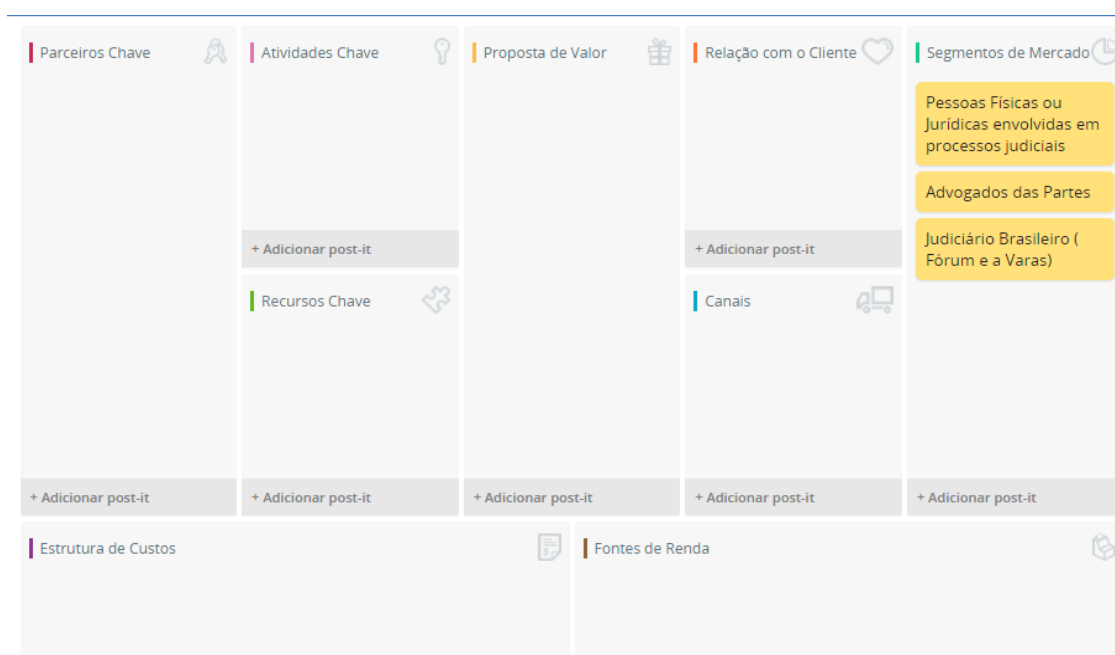 Parceiros Chave
Atividades Chave
Proposta de Valor
Relação com o Cliente
Segmentos de Mercado
Pessoas Físicas ou
Jurídicas envolvidas em
processos judiciais
Advogados das Partes
Judiciário Brasileiro (
Fórum e a Varas)
+ Adicionar post-it
+ Adicionar post-it
Recursos Chave
Canais
+ Adicionar post-it
+ Adicionar post-it
+ Adicionar post-it
+ Adicionar post-it
+ Adicionar post-it
Estrutura de Custos
Fontes de Renda